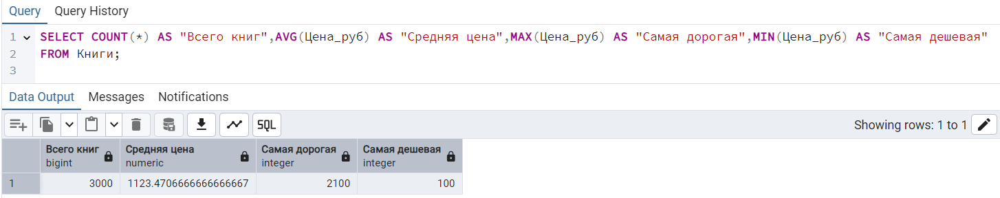 Query Query History
1 SELECT COUNT(*) AS "Всего книг",AVG(Цена_руб) AS "Средняя цена",MAX(Цена_руб) AS "Самая дорогая",MIN(Цена_руб) AS "Самая дешевая"
2 FROM Книги;
3
Data Output Messages Notifications
SQL Showing rows: 1 to 1
Всего книг Средняя цена Самая дорогая Самая дешевая
bigint numeric integer integer
1 3000 1123.4706666666666667 2100 100